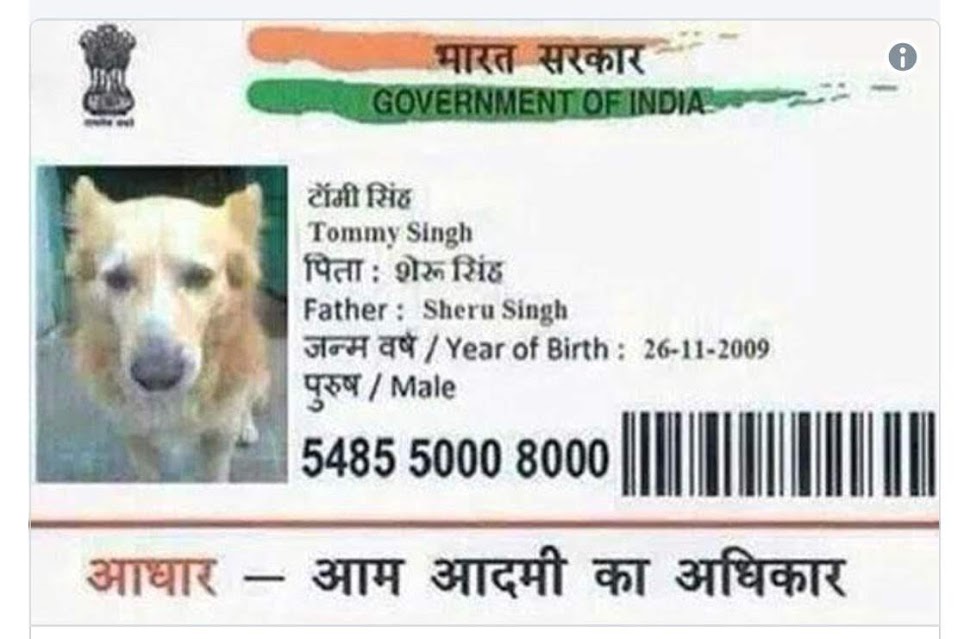 भारत सरकार
GOVERNMENT OF INDIA
टॉमी सिंह
Tommy Singh
पिता : शेरू सिंह
Father : Sheru Singh
जन्म वर्ष / Year of Birth : 26-11-2009
पुरुष / Male
5485 5000 8000
आधार – आम आदमी का अधिकार